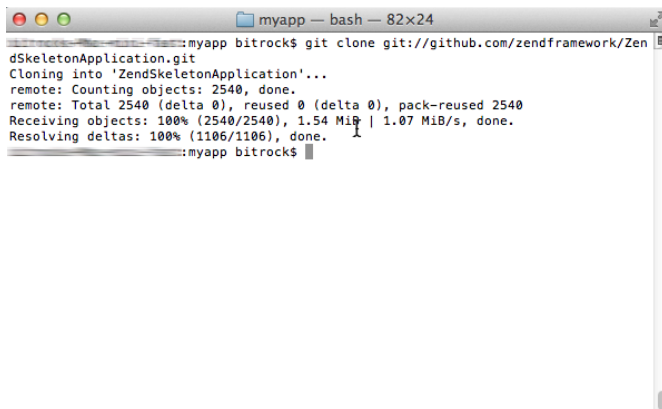 myapp — bash — 82×24
:myapp bitrock$ git clone git://github.com/zendframework/Zen
dSkeletonApplication.git
Cloning into 'ZendSkeletonApplication'...
remote: Counting objects: 2540, done.
remote: Total 2540 (delta 0), reused 0 (delta 0), pack-reused 2540
Receiving objects: 100% (2540/2540), 1.54 MiB | 1.07 MiB/s, done.
Resolving deltas: 100% (1106/1106), done.
:myapp bitrock$